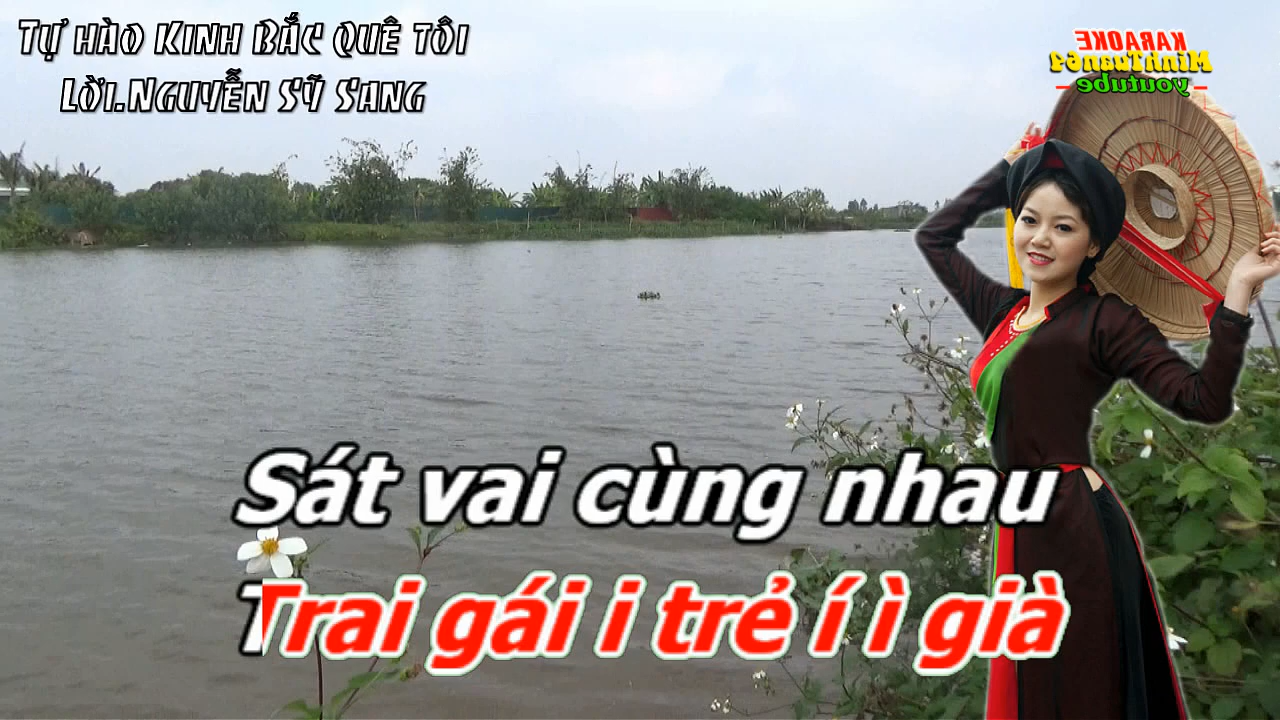 Tự hào Kinh Bắc quê tôi
Lời.Nguyễn Sỹ Sang
KARAOKE
MinhTuan64
youtube
Sát vai cùng nhau
Trai gái i trẻ í ì già